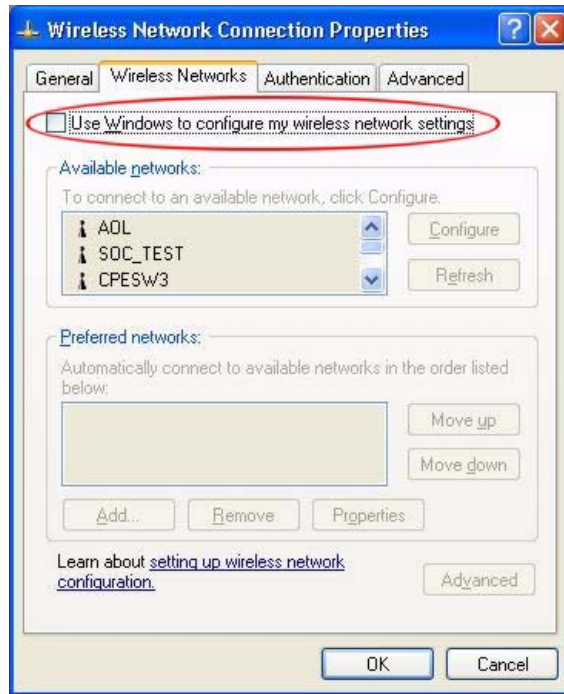 Wireless Network Connection Properties
General Wireless Networks Authentication Advanced
Use Windows to configure my wireless network settings
Available networks:
To connect to an available network, click Configure.
AOL
SOC_TEST
CPESW3
Configure
Refresh
Preferred networks:
Automatically connect to available networks in the order listed
below:
Move up
Move down
Add... Remove Properties
Learn about setting up wireless network
configuration.
Advanced
OK Cancel